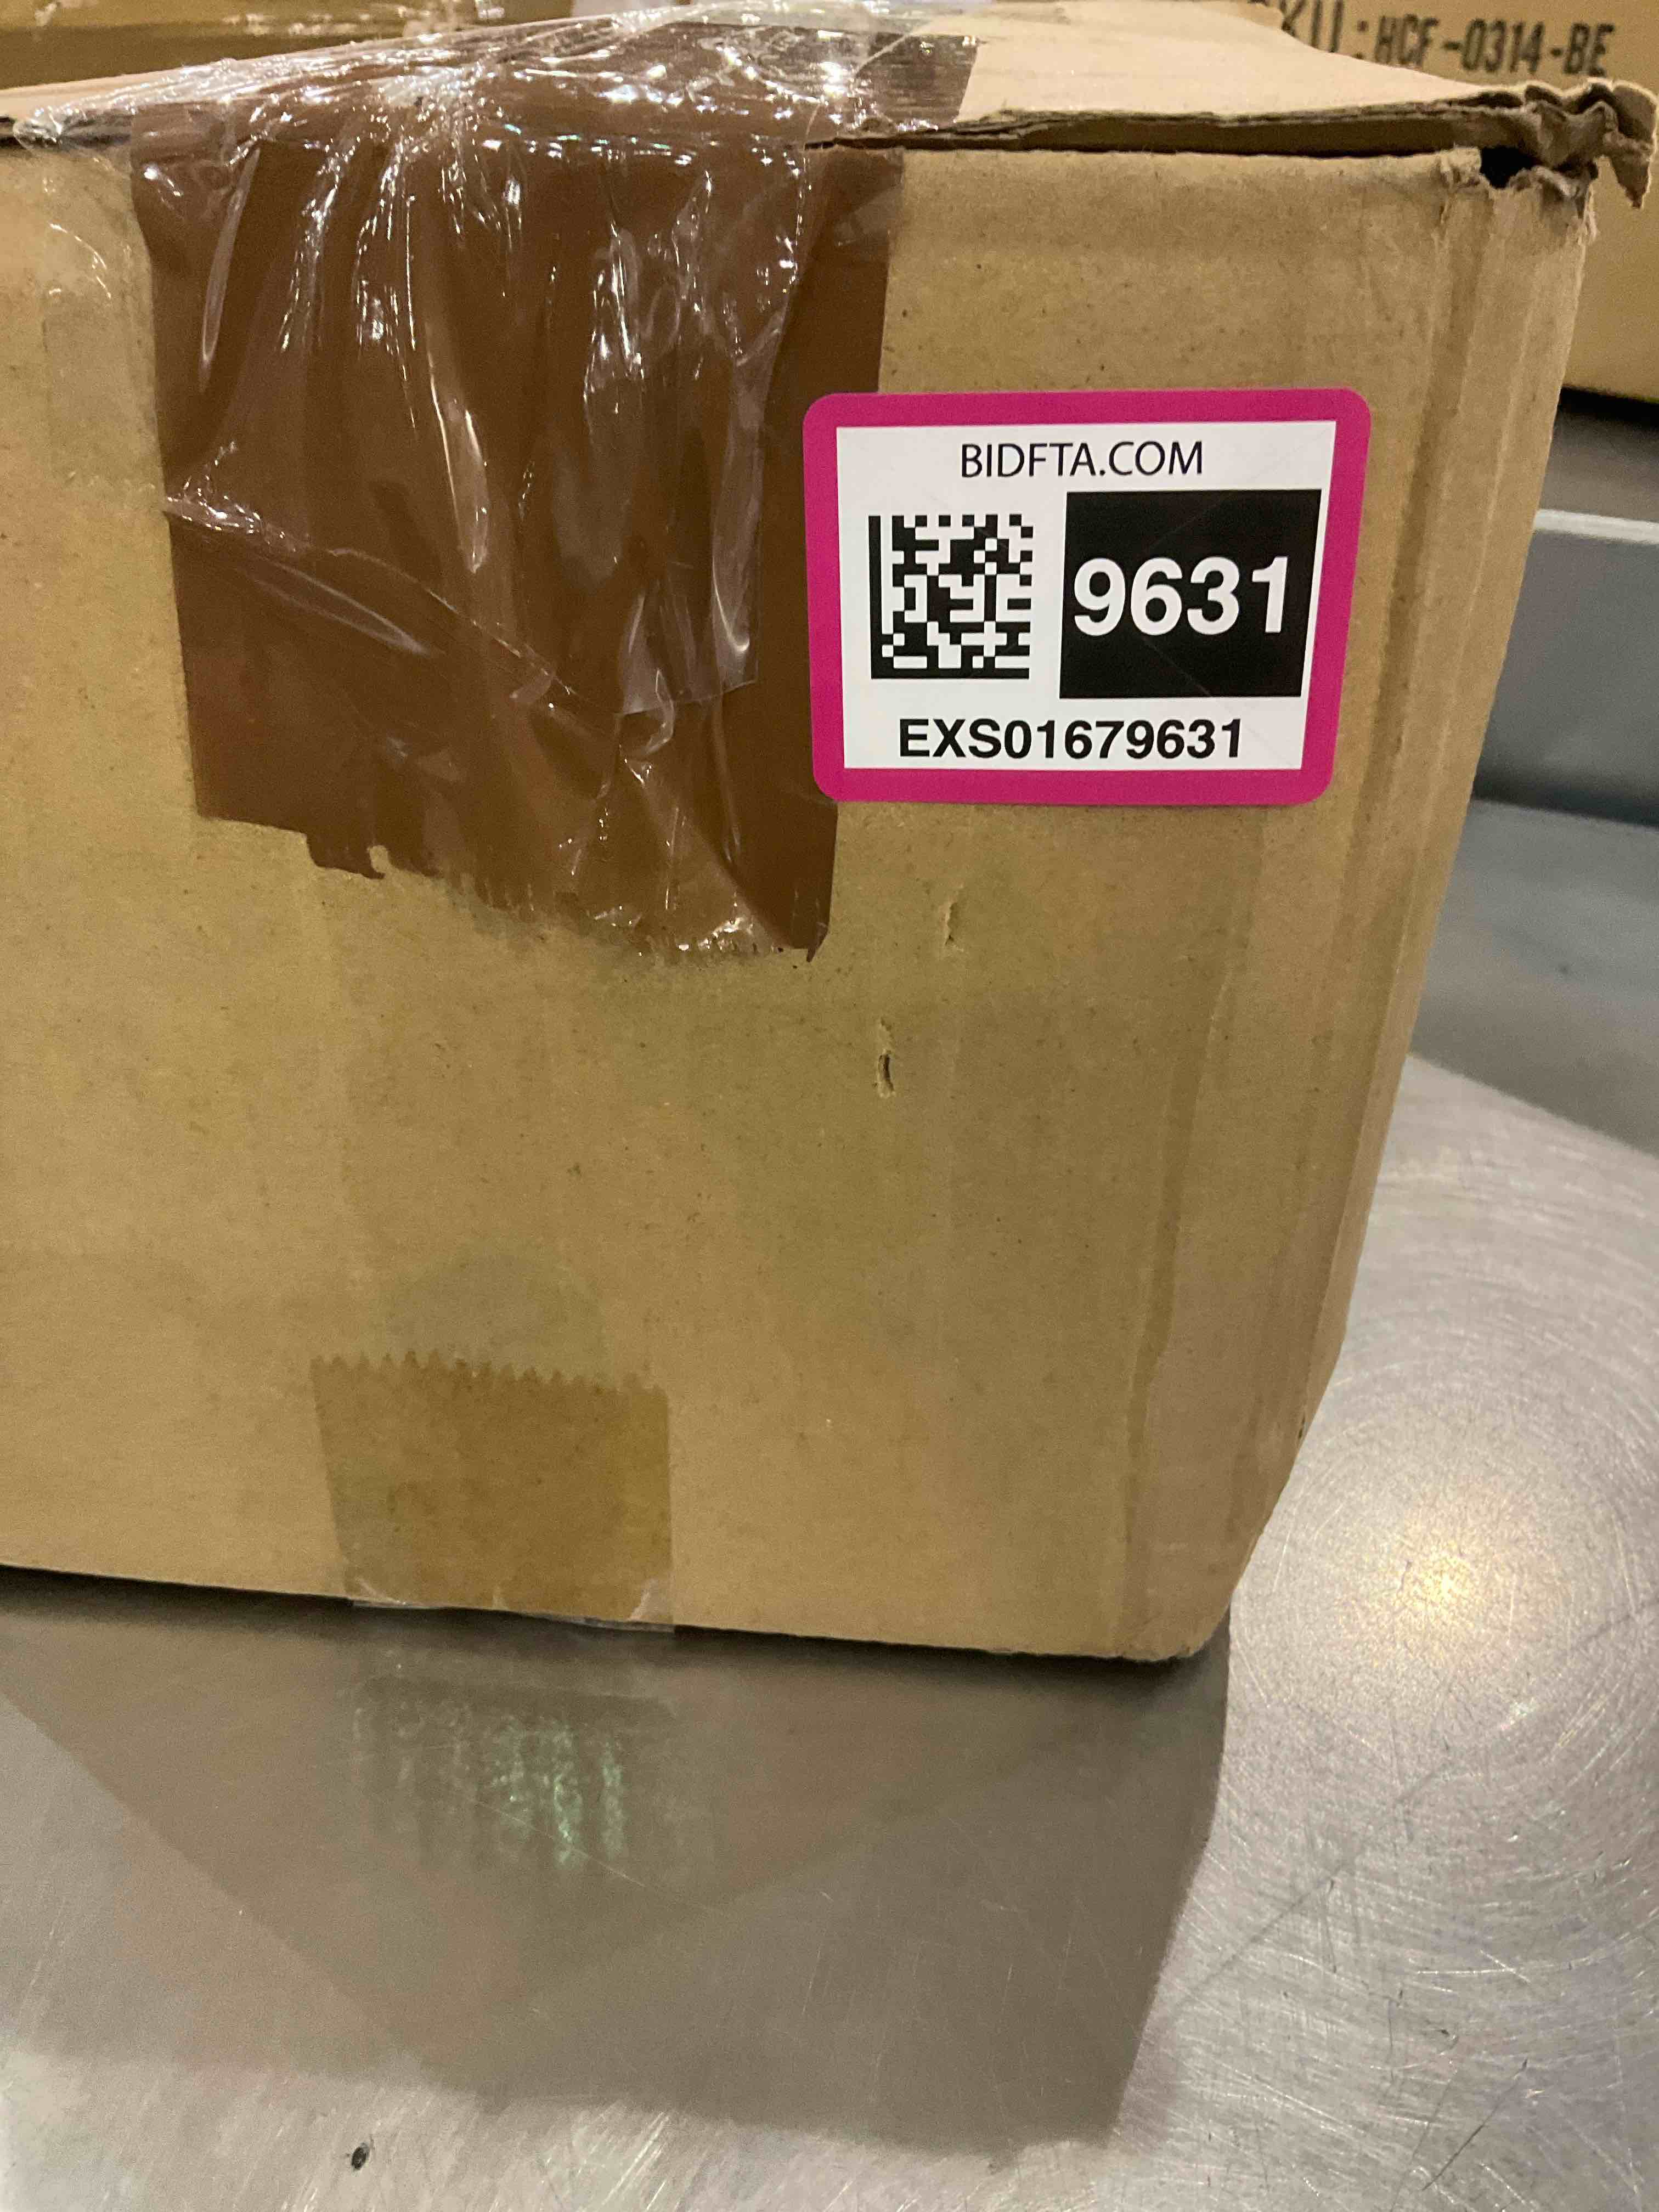 KU: HCF-0314-BE
BIDFTA.COM
9631
EXS01679631